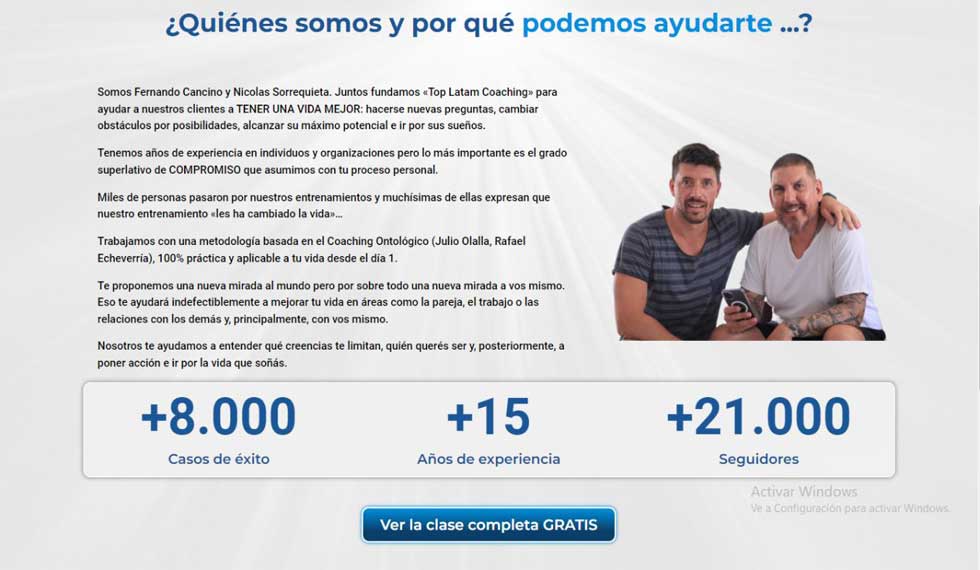 ¿Quiénes somos y por qué podemos ayudarte ...?
Somos Fernando Cancino y Nicolas Sorrequieta. Juntos fundamos «Top Latam Coaching» para
ayudar a nuestros clientes a TENER UNA VIDA MEJOR: hacerse nuevas preguntas, cambiar
obstáculos por posibilidades, alcanzar su máximo potencial e ir por sus sueños.
Tenemos años de experiencia en individuos y organizaciones pero lo más importante es el grado
superlativo de COMPROMISO que asumimos con tu proceso personal.
Miles de personas pasaron por nuestros entrenamientos y muchísimas de ellas expresan que
nuestro entrenamiento «les ha cambiado la vida»...
Trabajamos con una metodología basada en el Coaching Ontológico (Julio Olalla, Rafael
Echeverría), 100% práctica y aplicable a tu vida desde el día 1.
Te proponemos una nueva mirada al mundo pero por sobre todo una nueva mirada a vos mismo.
Eso te ayudará indefectiblemente a mejorar tu vida en áreas como la pareja, el trabajo o las
relaciones con los demás y, principalmente, con vos mismo.
Nosotros te ayudamos a entender qué creencias te limitan, quién querés ser y, posteriormente, a
poner acción e ir por la vida que soñás.
+8.000
Casos de éxito
+15
Años de experiencia
+21.000
Seguidores
Activar Windows
Ve a Configuración para activar Windows.
Ver la clase completa GRATIS